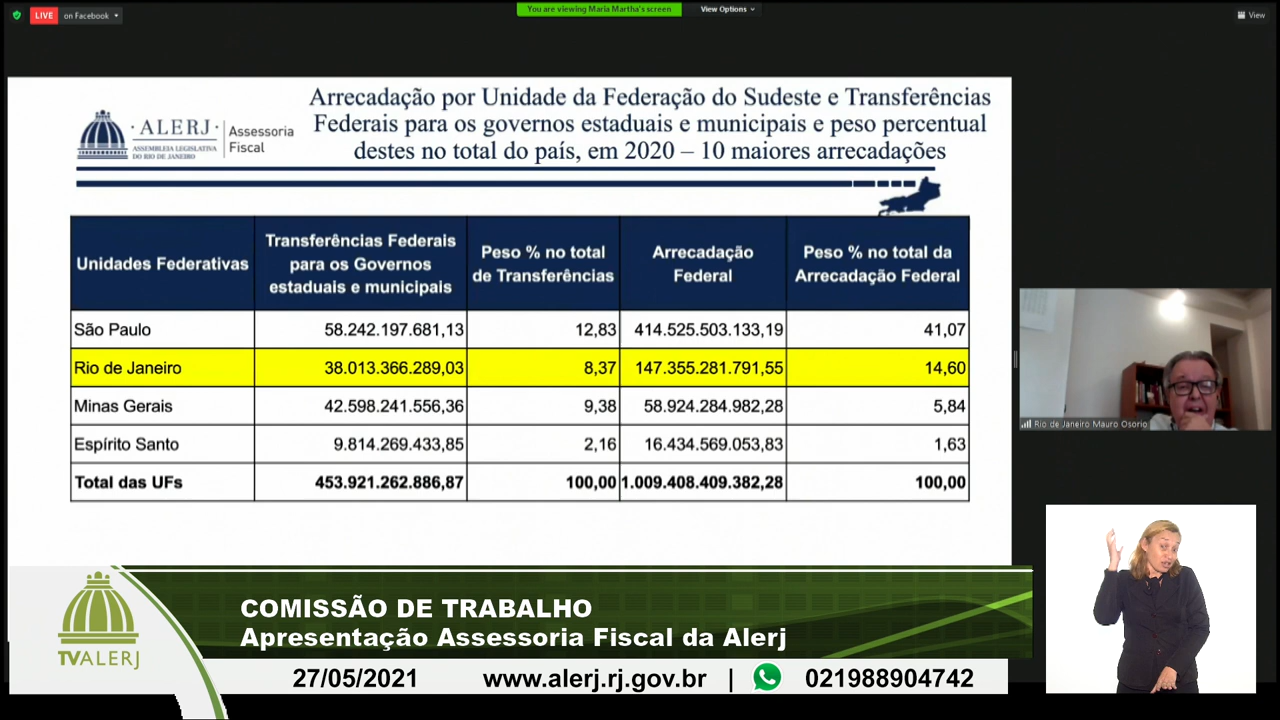 LIVE on Facebook
You are viewing Maria Martha's screen
View Options
View
· ALERJ ·
ASSEMBLEIA LEGISLATIVA
DO RIO DE JANEIRO
Assessoria
Fiscal
Arrecadação por Unidade da Federação do Sudeste e Transferências
Federais para os governos estaduais e municipais e peso percentual
destes no total do país, em 2020 – 10 maiores arrecadações
Unidades Federativas
Transferências Federais
para os Governos
estaduais e municipais
Peso % no total
de Transferências
Arrecadação
Federal
Peso % no total da
Arrecadação Federal
São Paulo 58.242.197.681,13 12,83 414.525.503.133,19 41,07
Rio de Janeiro 38.013.366.289,03 8,37 147.355.281.791,55 14,60
Minas Gerais 42.598.241.556,36 9,38 58.924.284.982,28 5,84
Espírito Santo 9.814.269.433,85 2,16 16.434.569.053,83 1,63
Total das UFs 453.921.262.886,87 100,00 1.009.408.409.382,28 100,00
Rio de Janeiro Mauro Osorio
TVALERJ
COMISSÃO DE TRABALHO
Apresentação Assessoria Fiscal da Alerj
27/05/2021 www.alerj.rj.gov.br | 021988904742